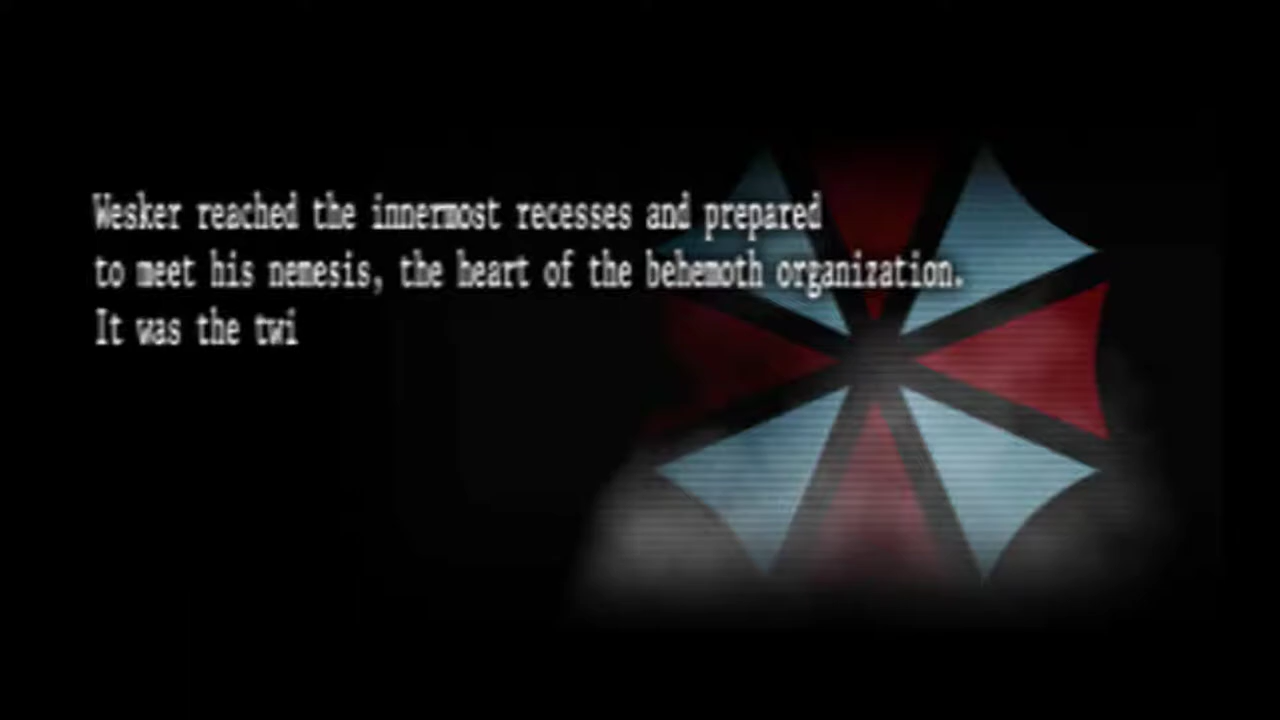 Wesker reached the innermost recesses and prepared
to meet his nemesis, the heart of the behemoth organization.
It was the twi